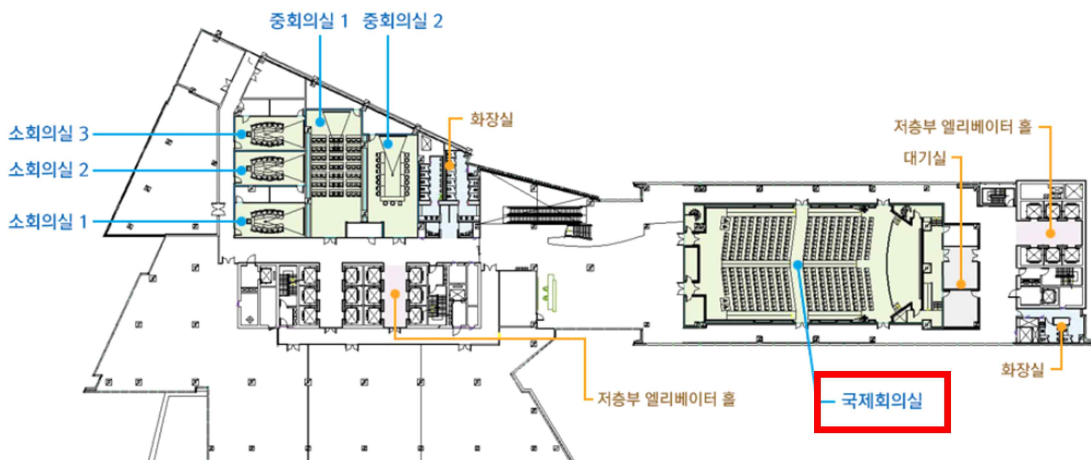 중회의실 1 중회의실 2
화장실
소회의실 3
저층부 엘리베이터 홀
대기실
소회의실 2
소회의실 1
화장실
저층부 엘리베이터 홀
국제회의실